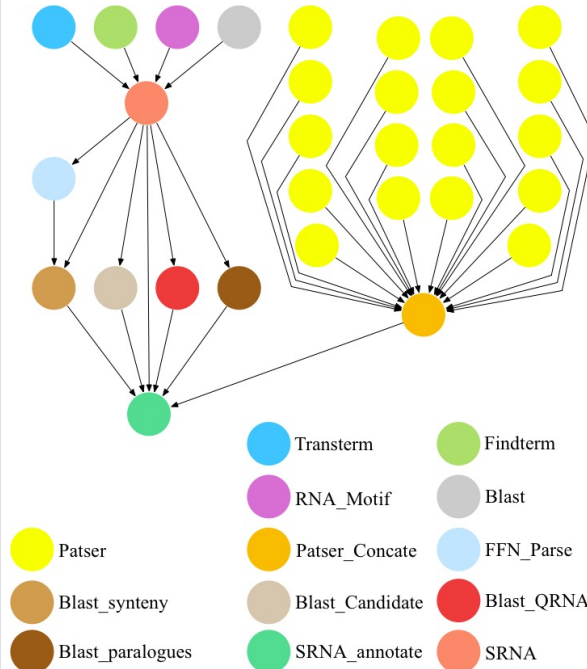 Transterm
Findterm
RNA_Motif
Blast
Patser
Patser_Concate
FFN_Parse
Blast_synteny
Blast_Candidate
Blast_QRNA
Blast_paralogues
SRNA_annotate
SRNA